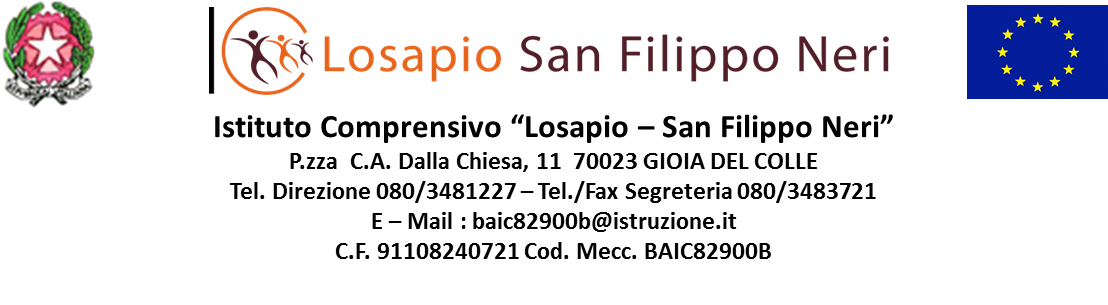 Losapio San Filippo Neri
Istituto Comprensivo “Losapio – San Filippo Neri”
P.zza C.A. Dalla Chiesa, 11 70023 GIOIA DEL COLLE
Tel. Direzione 080/3481227 – Tel./Fax Segreteria 080/3483721
E – Mail : baic82900b@istruzione.it
C.F. 91108240721 Cod. Mecc. BAIC82900B